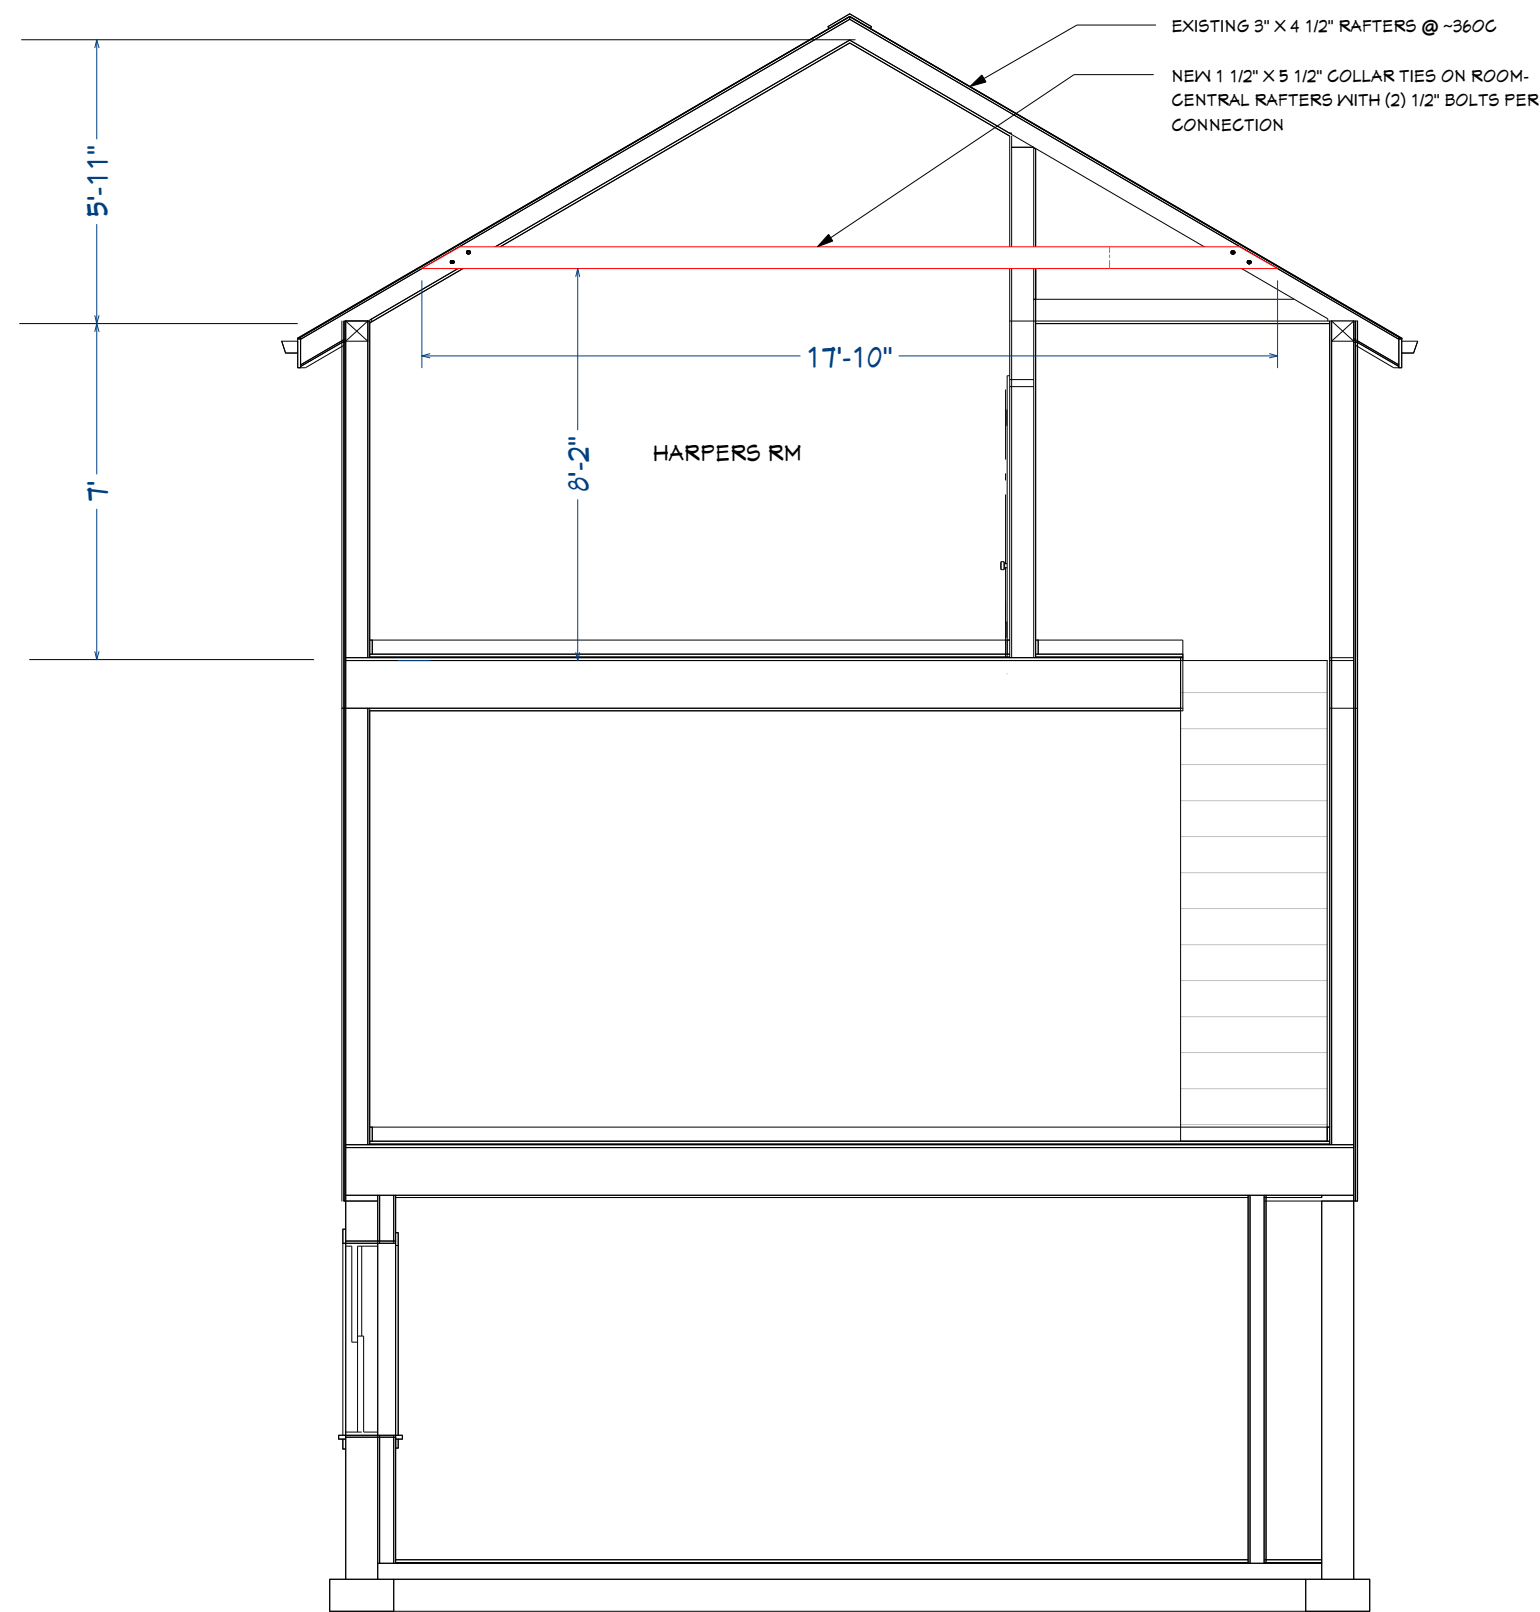 EXISTING 3" X 4 1/2" RAFTERS @ ~36OC
NEW 1 1/2" X 5 1/2" COLLAR TIES ON ROOM-
CENTRAL RAFTERS WITH (2) 1/2" BOLTS PER
CONNECTION
5'-11"
17'-10"
HARPERS RM
8'-2"
7'